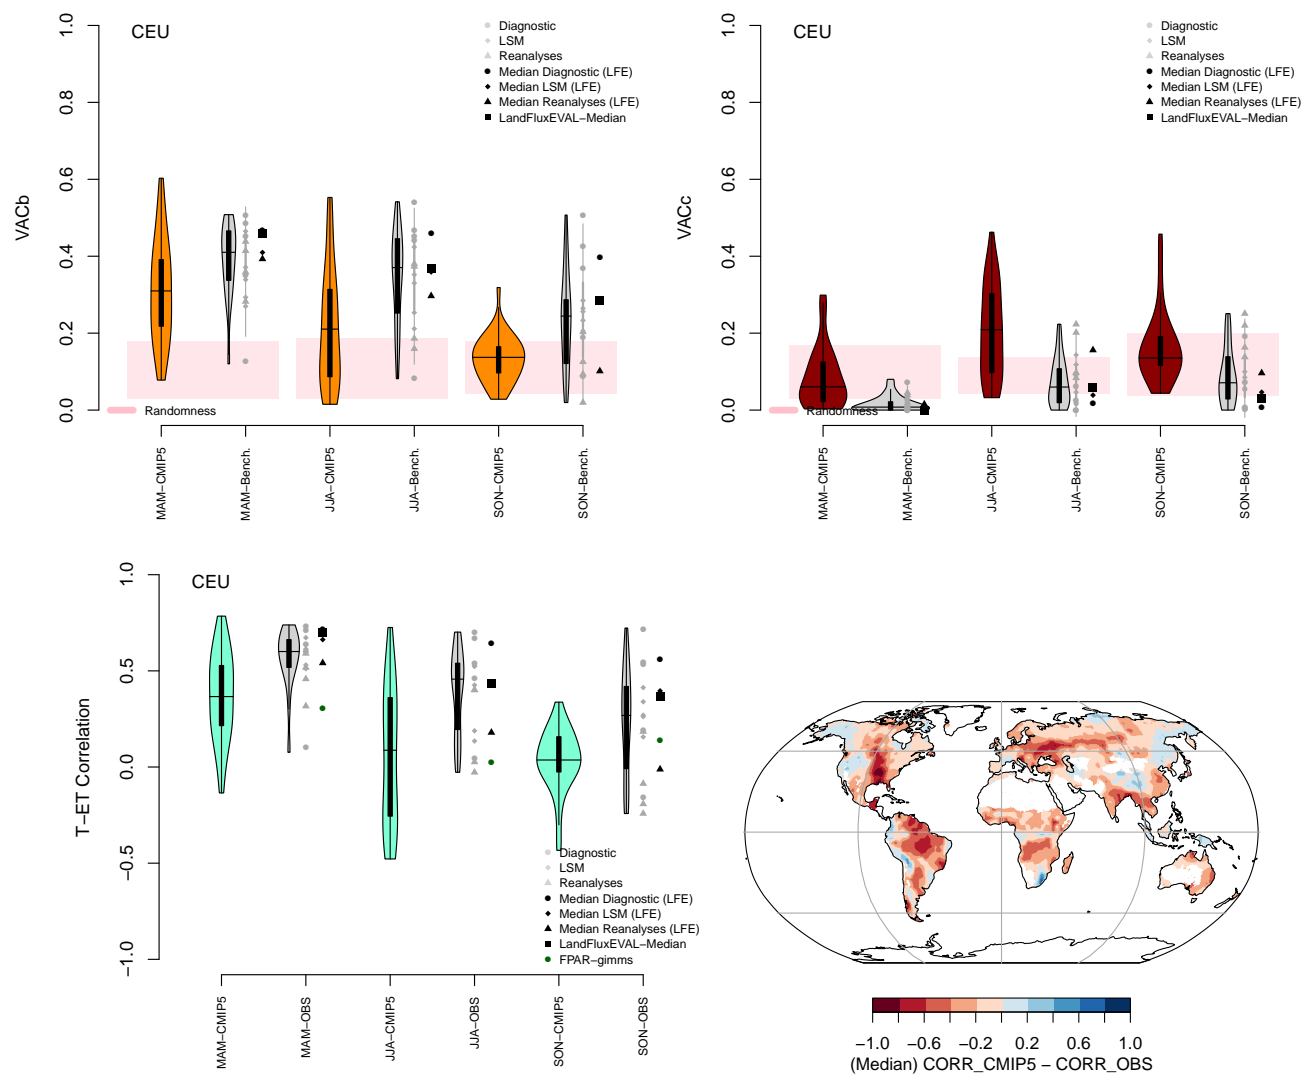 CEU
Diagnostic
LSM
Reanalyses
Median Diagnostic (LFE)
Median LSM (LFE)
Median Reanalyses (LFE)
LandFluxEVAL−Median
VACb
1.0
0.8
0.6
0.4
0.2
0.0
Randomness
MAM−CMIP5
MAM−Bench.
JJA−CMIP5
JJA−Bench.
SON−CMIP5
SON−Bench.
CEU
Diagnostic
LSM
Reanalyses
Median Diagnostic (LFE)
Median LSM (LFE)
Median Reanalyses (LFE)
LandFluxEVAL−Median
VACc
1.0
0.8
0.6
0.4
0.2
0.0
Randomness
MAM−CMIP5
MAM−Bench.
JJA−CMIP5
JJA−Bench.
SON−CMIP5
SON−Bench.
CEU
T−ET Correlation
1.0
0.5
0.0
−0.5
−1.0
Diagnostic
LSM
Reanalyses
Median Diagnostic (LFE)
Median LSM (LFE)
Median Reanalyses (LFE)
LandFluxEVAL−Median
FPAR−gimms
MAM−CMIP5
MAM−OBS
JJA−CMIP5
JJA−OBS
SON−CMIP5
SON−OBS
−1.0 −0.6 −0.2 0.2 0.6 1.0
(Median) CORR_CMIP5 − CORR_OBS